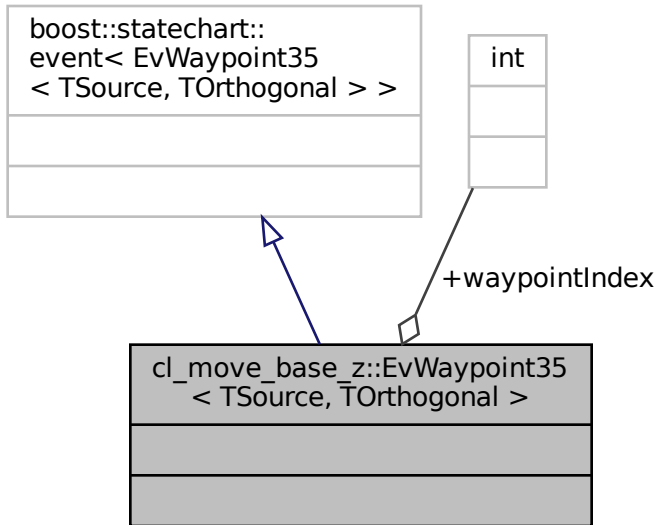 boost::statechart::
event< EvWaypoint35
< TSource, TOrthogonal > >
int
+waypointIndex
cl_move_base_z::EvWaypoint35
< TSource, TOrthogonal >